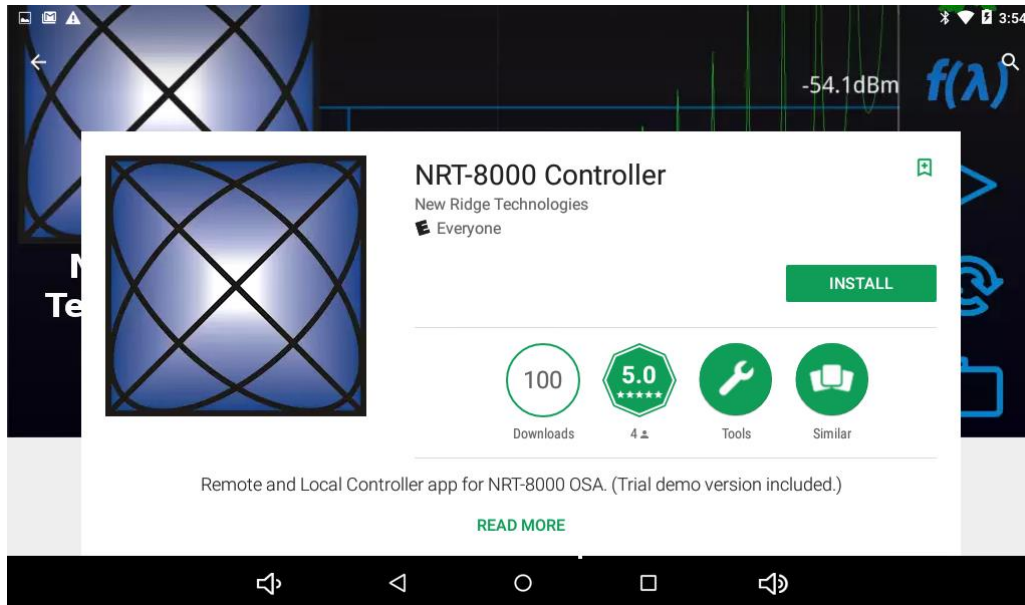 3:54
-54.1dBm
f(λ)
NRT-8000 Controller
New Ridge Technologies
E Everyone
N
Te
INSTALL
100
5.0
Downloads
4
Tools
Similar
Remote and Local Controller app for NRT-8000 OSA. (Trial demo version included.)
READ MORE